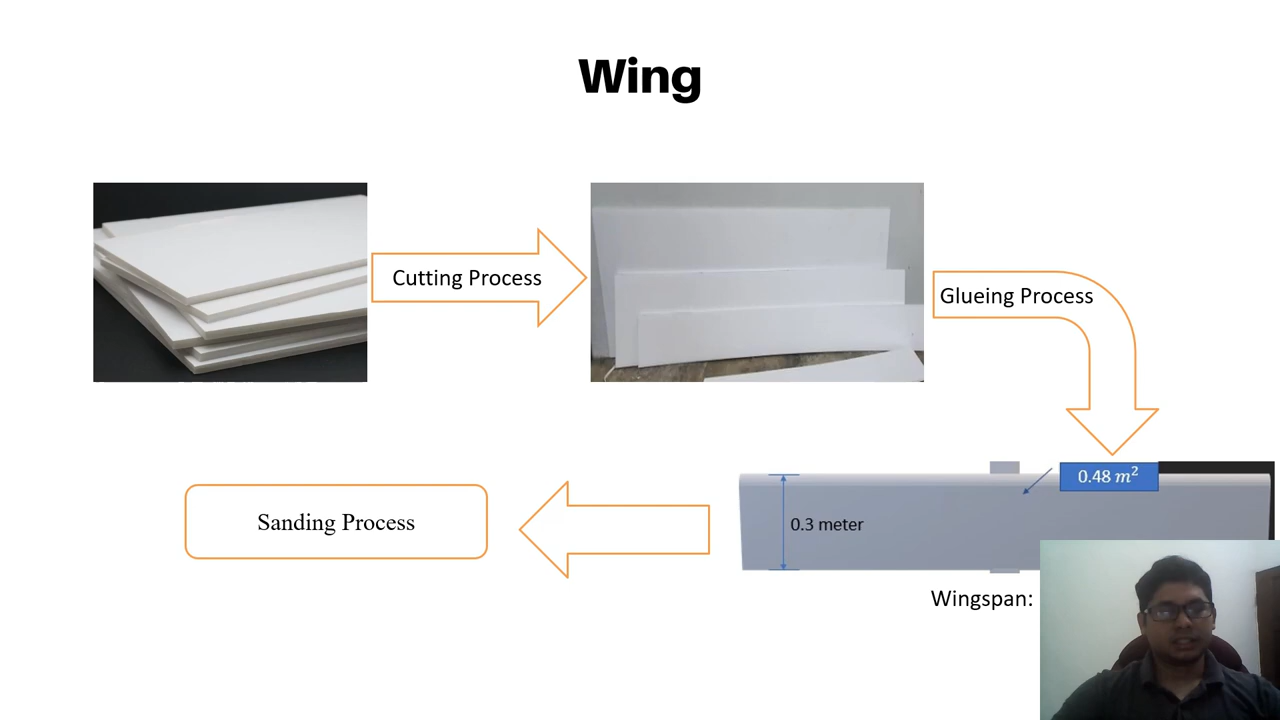 Wing
Cutting Process
Glueing Process
0.48 m²
0.3 meter
Wingspan:
Sanding Process